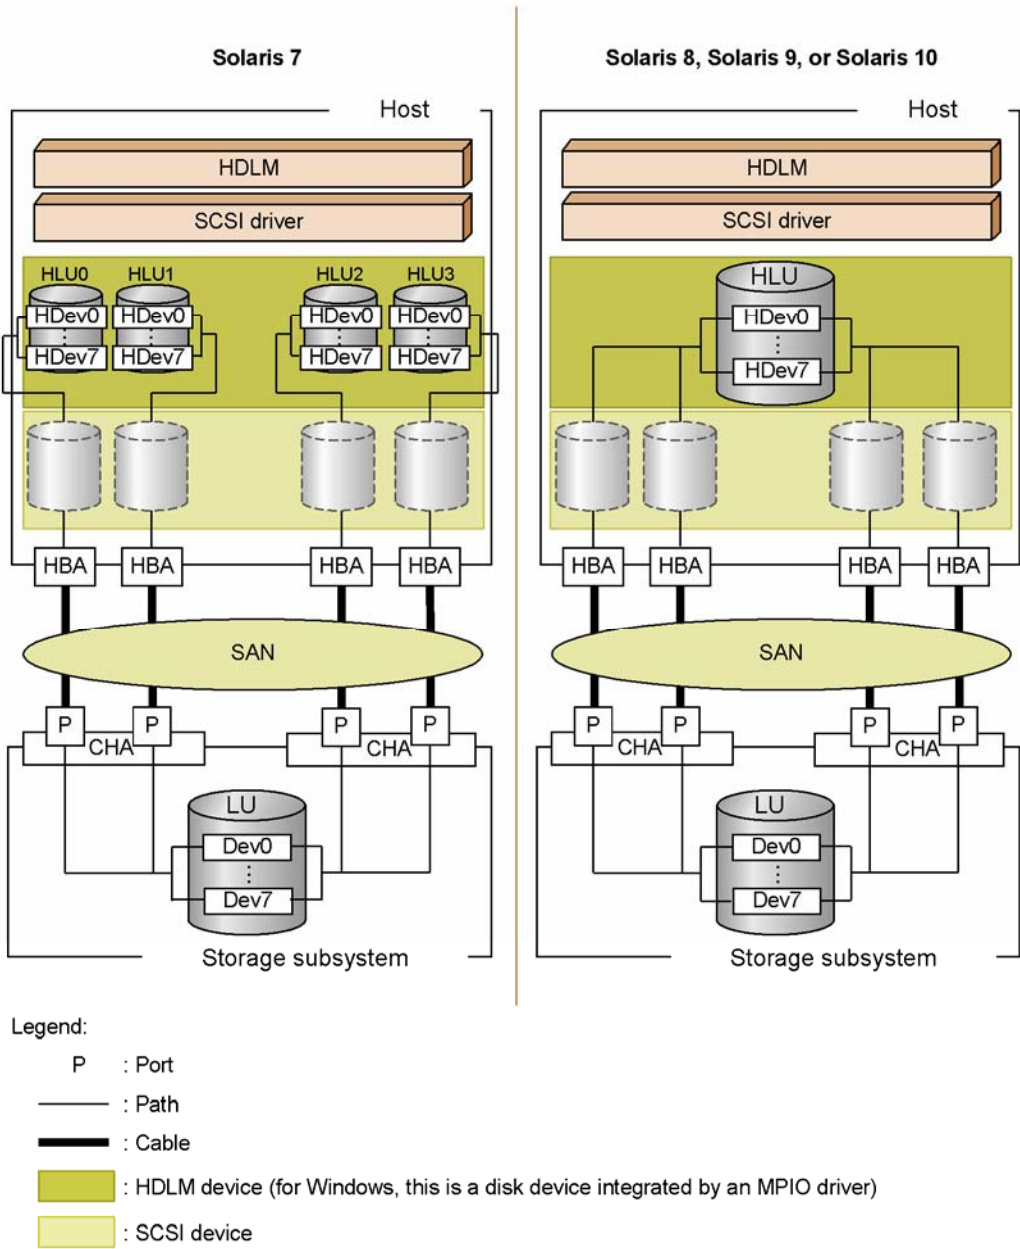 Solaris 7
Host
HDLM
SCSI driver
HLU0 HLU1 HLU2 HLU3
HDev0 HDev0 HDev0 HDev0
HDev7 HDev7 HDev7 HDev7
HBA HBA HBA HBA
SAN
P P P P
CHA CHA
LU
Dev0
Dev7
Storage subsystem
Solaris 8, Solaris 9, or Solaris 10
Host
HDLM
SCSI driver
HLU
HDev0
HDev7
HBA HBA HBA HBA
SAN
P P P P
CHA CHA
LU
Dev0
Dev7
Storage subsystem
Legend:
P : Port
: Path
: Cable
: HDLM device (for Windows, this is a disk device integrated by an MPIO driver)
: SCSI device